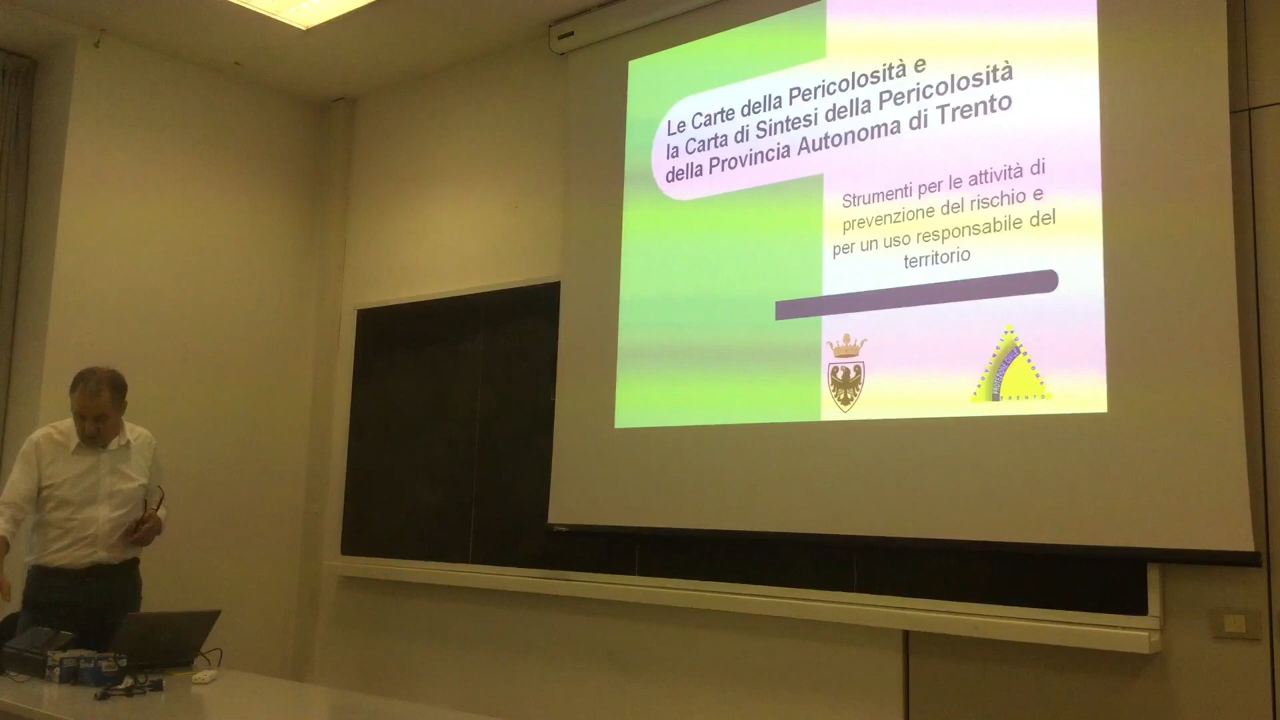 Le Carte della Pericolosità e
la Carta di Sintesi della Pericolosità
della Provincia Autonoma di Trento
Strumenti per le attività di
prevenzione del rischio e
per un uso responsabile del
territorio
TRENTO